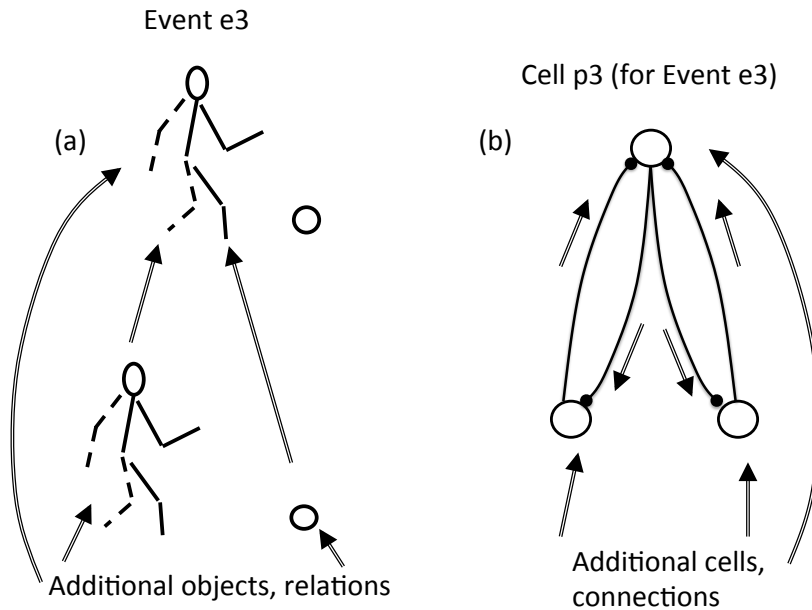 Event e3
Cell p3 (for Event e3)
(a)
(b)
Additional objects, relations
Additional cells,
connections